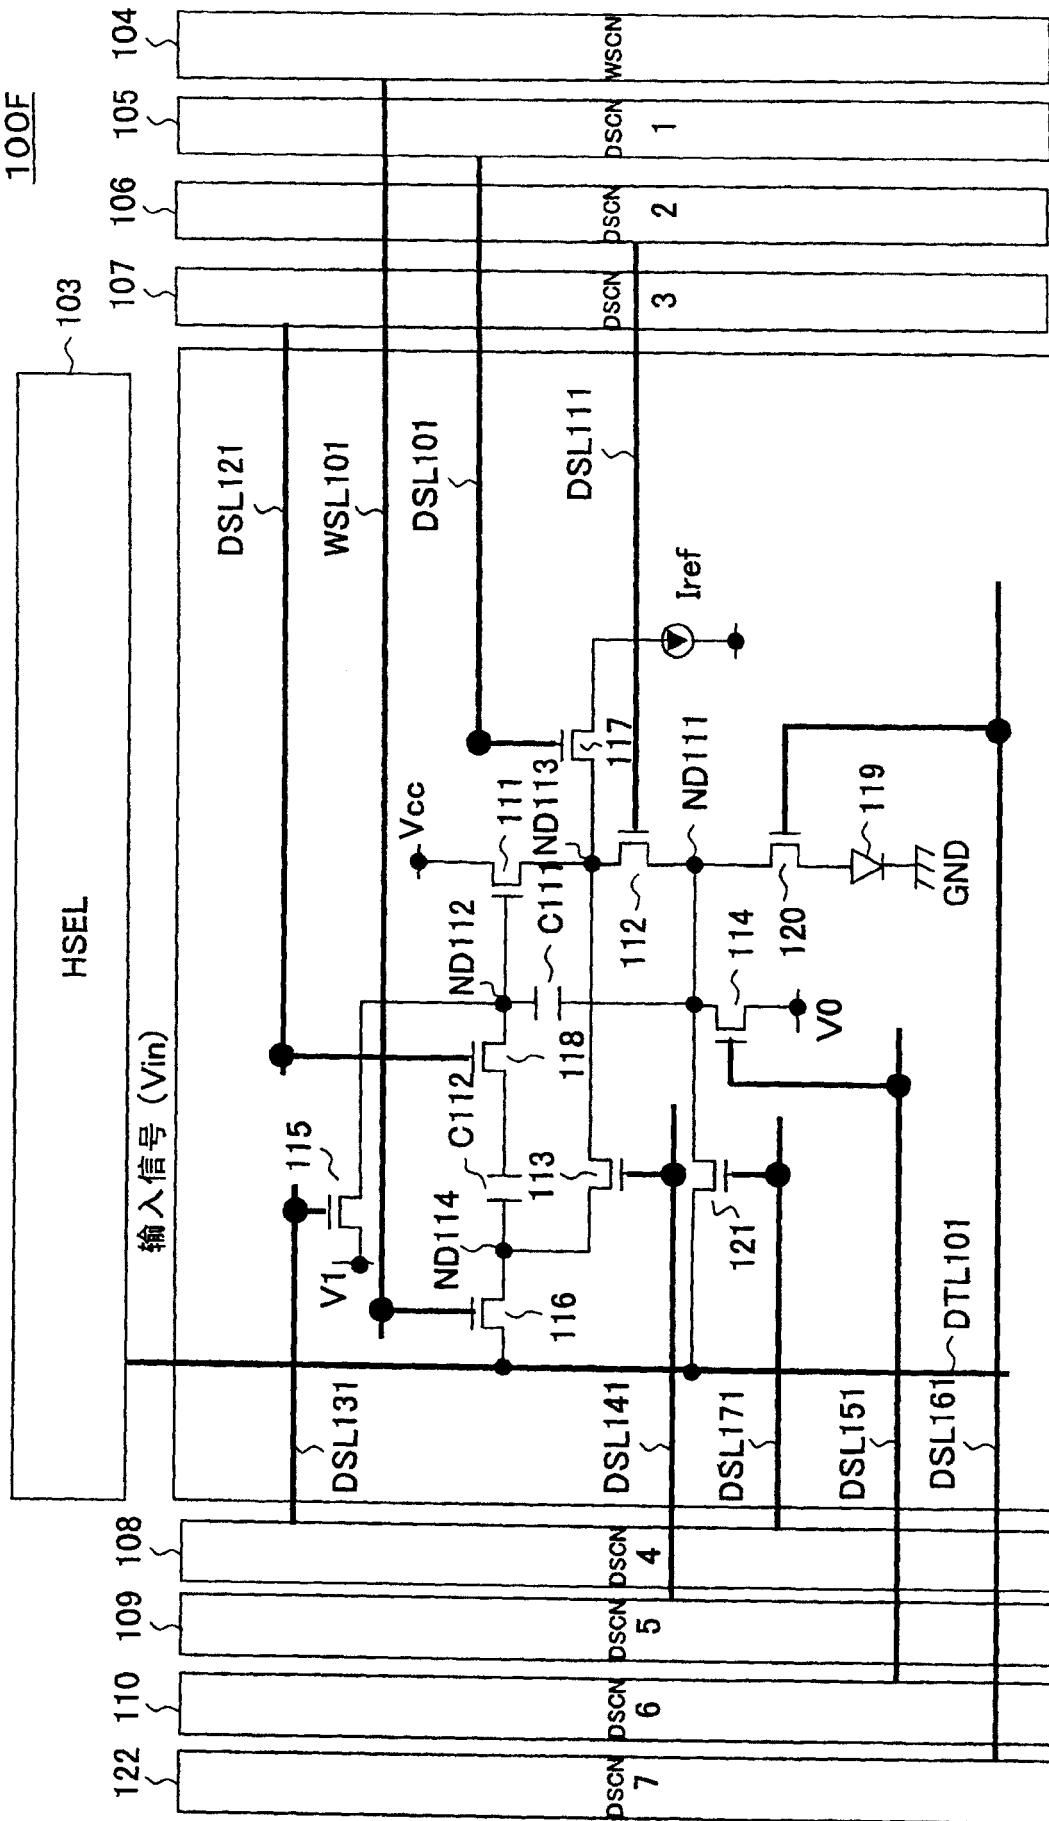 100F
104
WSCN
105
DSCN
1
106
DSCN
2
107
DSCN
3
103
HSEL
输入信号 (Vin)
DSL121
WSL101
DSL101
DSL111
Iref
Vcc
111
ND113
117
ND112
C111
112
ND111
119
120
GND
114
V0
118
C112
113
115
V1
ND114
116
121
DTL101
DSL131
DSL141
DSL171
DSL151
DSL161
108
DSCN
4
109
DSCN
5
110
DSCN
6
122
DSCN
7